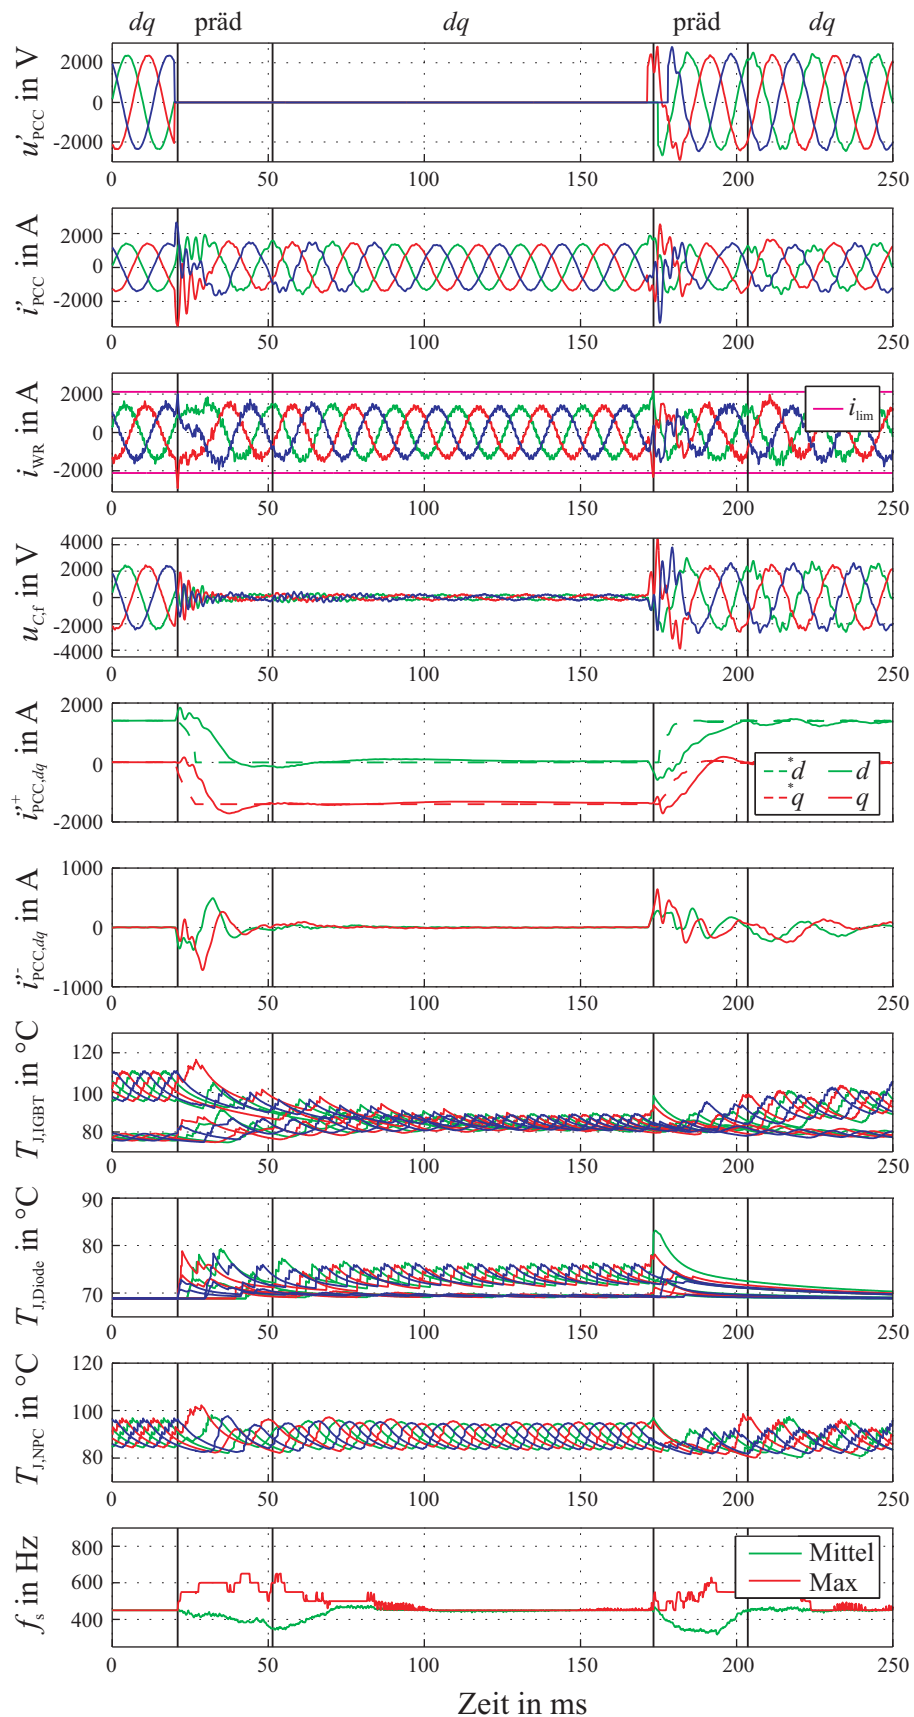 dq präd dq präd dq
u'PCC in V
2000
0
-2000
0 50 100 150 200 250
i'PCC in A
2000
0
-2000
0 50 100 150 200 250
iWR in A
2000
0
-2000
ilim
0 50 100 150 200 250
uC,f in V
4000
2000
0
-2000
-4000
0 50 100 150 200 250
i'+PCC,dq in A
2000
0
-2000
*d d
*q q
0 50 100 150 200 250
i'-PCC,dq in A
1000
0
-1000
0 50 100 150 200 250
TJ,IGBT in °C
120
100
80
0 50 100 150 200 250
TJ,Diode in °C
90
80
70
0 50 100 150 200 250
TJ,NPC in °C
120
100
80
0 50 100 150 200 250
fs in Hz
800
600
400
Mittel
Max
0 50 100 150 200 250
Zeit in ms